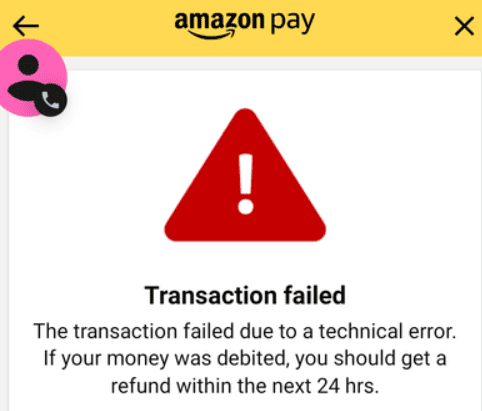 amazon pay
Transaction failed
The transaction failed due to a technical error.
If your money was debited, you should get a
refund within the next 24 hrs.